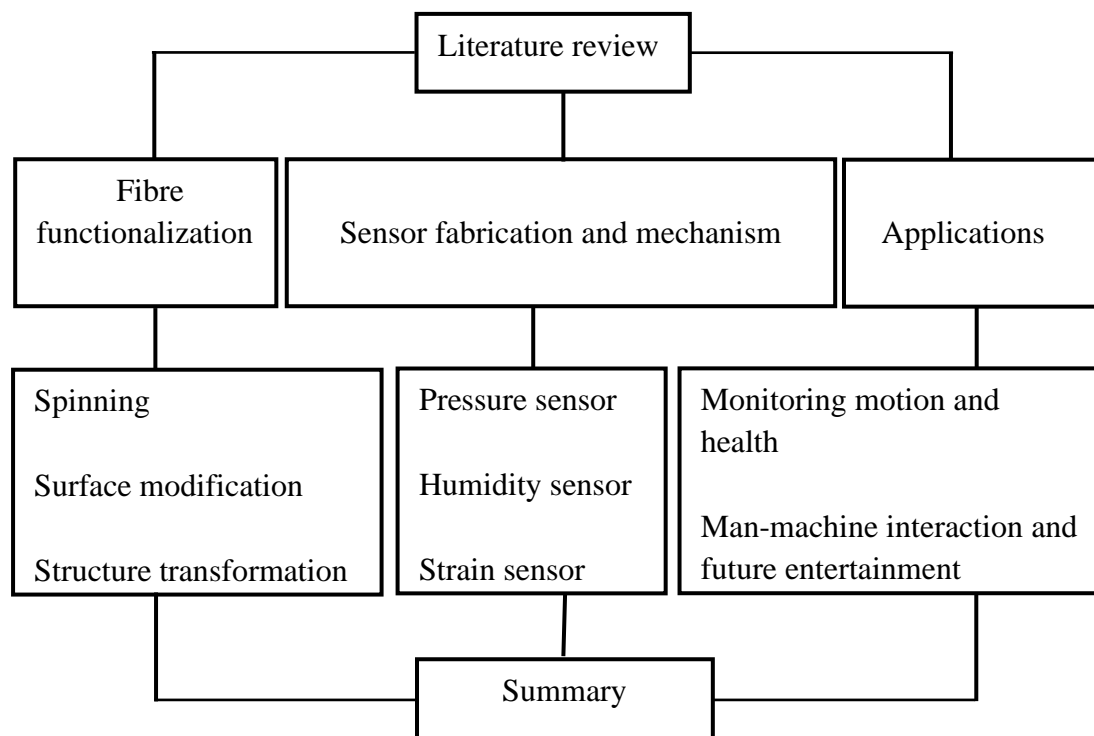 Literature review
Fibre
functionalization
Sensor fabrication and mechanism
Applications
Spinning
Surface modification
Structure transformation
Pressure sensor
Humidity sensor
Strain sensor
Monitoring motion and
health
Man-machine interaction and
future entertainment
Summary